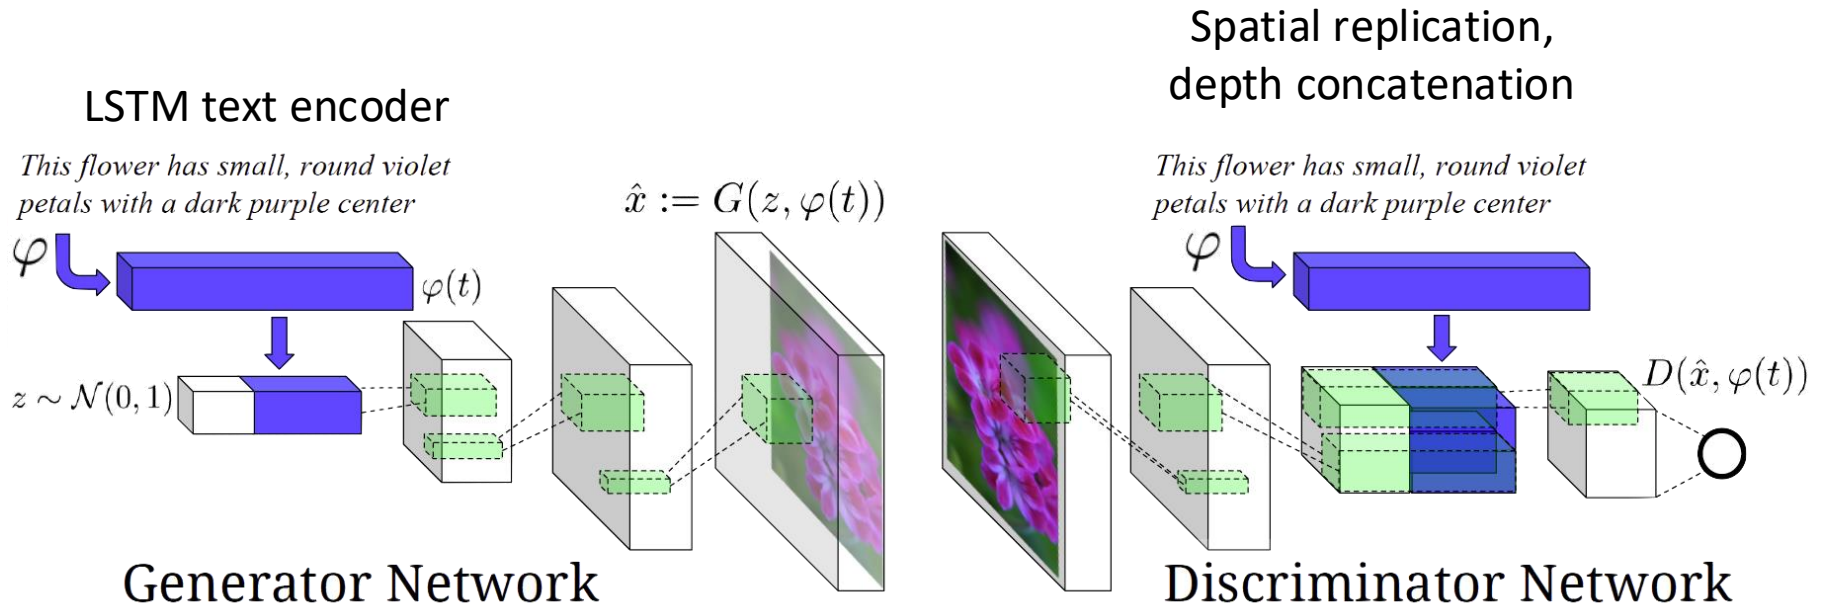 LSTM text encoder
This flower has small, round violet
petals with a dark purple center
φ
φ(t)
z ∼ N(0, 1)
x̂ := G(z, φ(t))
Generator Network
Spatial replication,
depth concatenation
This flower has small, round violet
petals with a dark purple center
φ
D(x̂, φ(t))
Discriminator Network